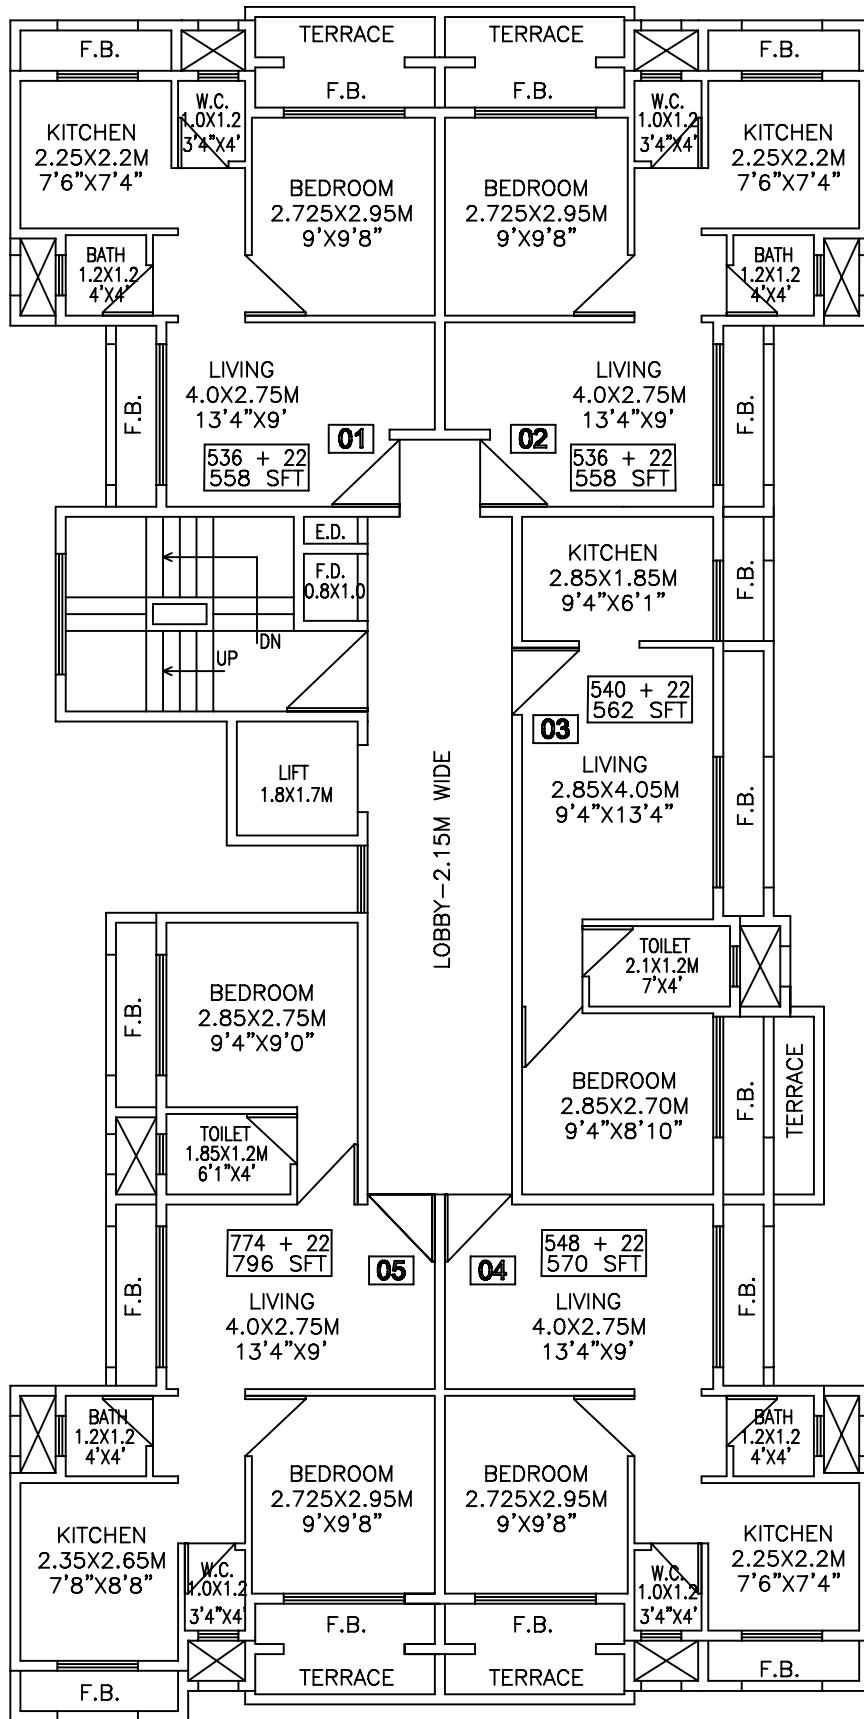 TERRACE
TERRACE
F.B.
F.B.
F.B.
F.B.
W.C.
1.0X1.2
3'4"X4'
W.C.
1.0X1.2
3'4"X4'
KITCHEN
2.25X2.2M
7'6"X7'4"
BEDROOM
2.725X2.95M
9'X9'8"
BEDROOM
2.725X2.95M
9'X9'8"
KITCHEN
2.25X2.2M
7'6"X7'4"
BATH
1.2X1.2
4'X4'
BATH
1.2X1.2
4'X4'
F.B.
LIVING
4.0X2.75M
13'4"X9'
01
536 + 22
558 SFT
LIVING
4.0X2.75M
13'4"X9'
02
536 + 22
558 SFT
F.B.
E.D.
F.D.
0.8X1.0
DN
UP
KITCHEN
2.85X1.85M
9'4"X6'1"
F.B.
540 + 22
562 SFT
03
LIVING
2.85X4.05M
9'4"X13'4"
F.B.
LIFT
1.8X1.7M
LOBBY-2.15M WIDE
TOILET
2.1X1.2M
7'X4'
F.B.
BEDROOM
2.85X2.75M
9'4"X9'0"
BEDROOM
2.85X2.70M
9'4"X8'10"
F.B.
TERRACE
TOILET
1.85X1.2M
6'1"X4'
774 + 22
796 SFT
05
F.B.
LIVING
4.0X2.75M
13'4"X9'
548 + 22
570 SFT
04
LIVING
4.0X2.75M
13'4"X9'
F.B.
BATH
1.2X1.2
4'X4'
BATH
1.2X1.2
4'X4'
KITCHEN
2.35X2.65M
7'8"X8'8"
BEDROOM
2.725X2.95M
9'X9'8"
BEDROOM
2.725X2.95M
9'X9'8"
KITCHEN
2.25X2.2M
7'6"X7'4"
W.C.
1.0X1.2
3'4"X4'
W.C.
1.0X1.2
3'4"X4'
F.B.
F.B.
F.B.
F.B.
TERRACE
TERRACE